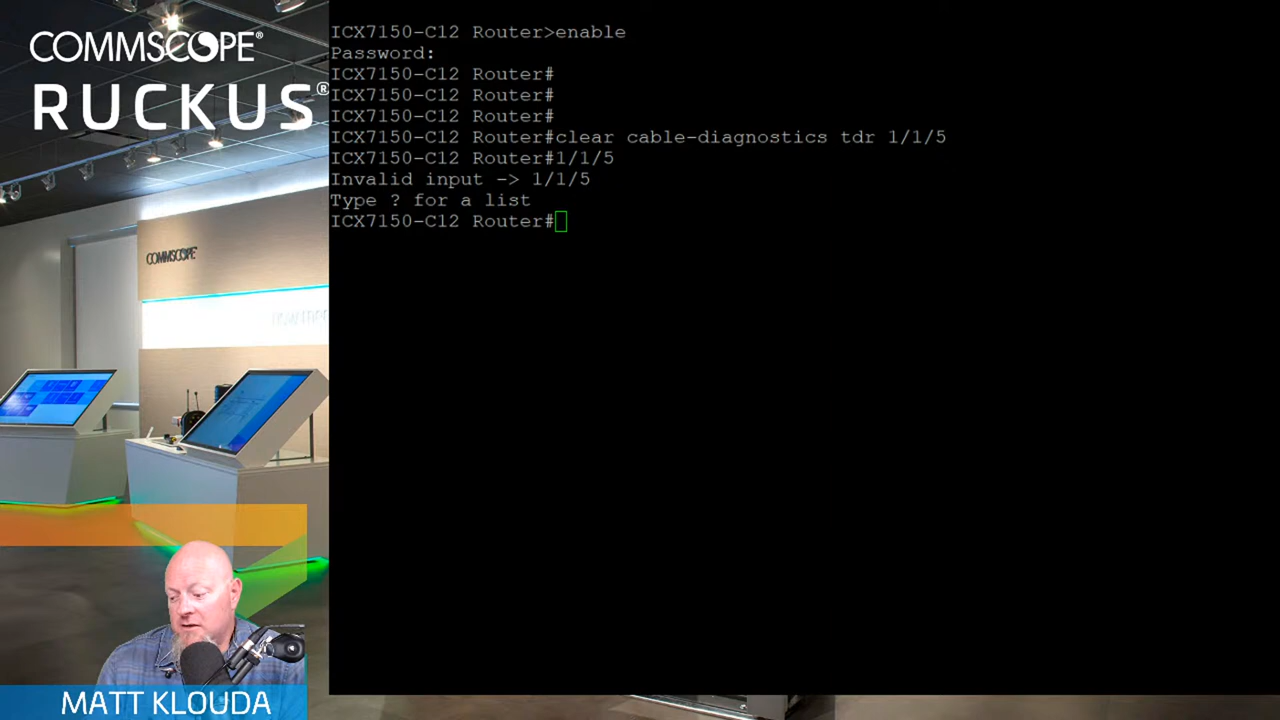 COMMSCOPE®
RUCKUS®
ICX7150-C12 Router>enable
Password:
ICX7150-C12 Router#
ICX7150-C12 Router#
ICX7150-C12 Router#
ICX7150-C12 Router#clear cable-diagnostics tdr 1/1/5
ICX7150-C12 Router#1/1/5
Invalid input -> 1/1/5
Type ? for a list
ICX7150-C12 Router#
COMMSCOPE
MATT KLOUDA